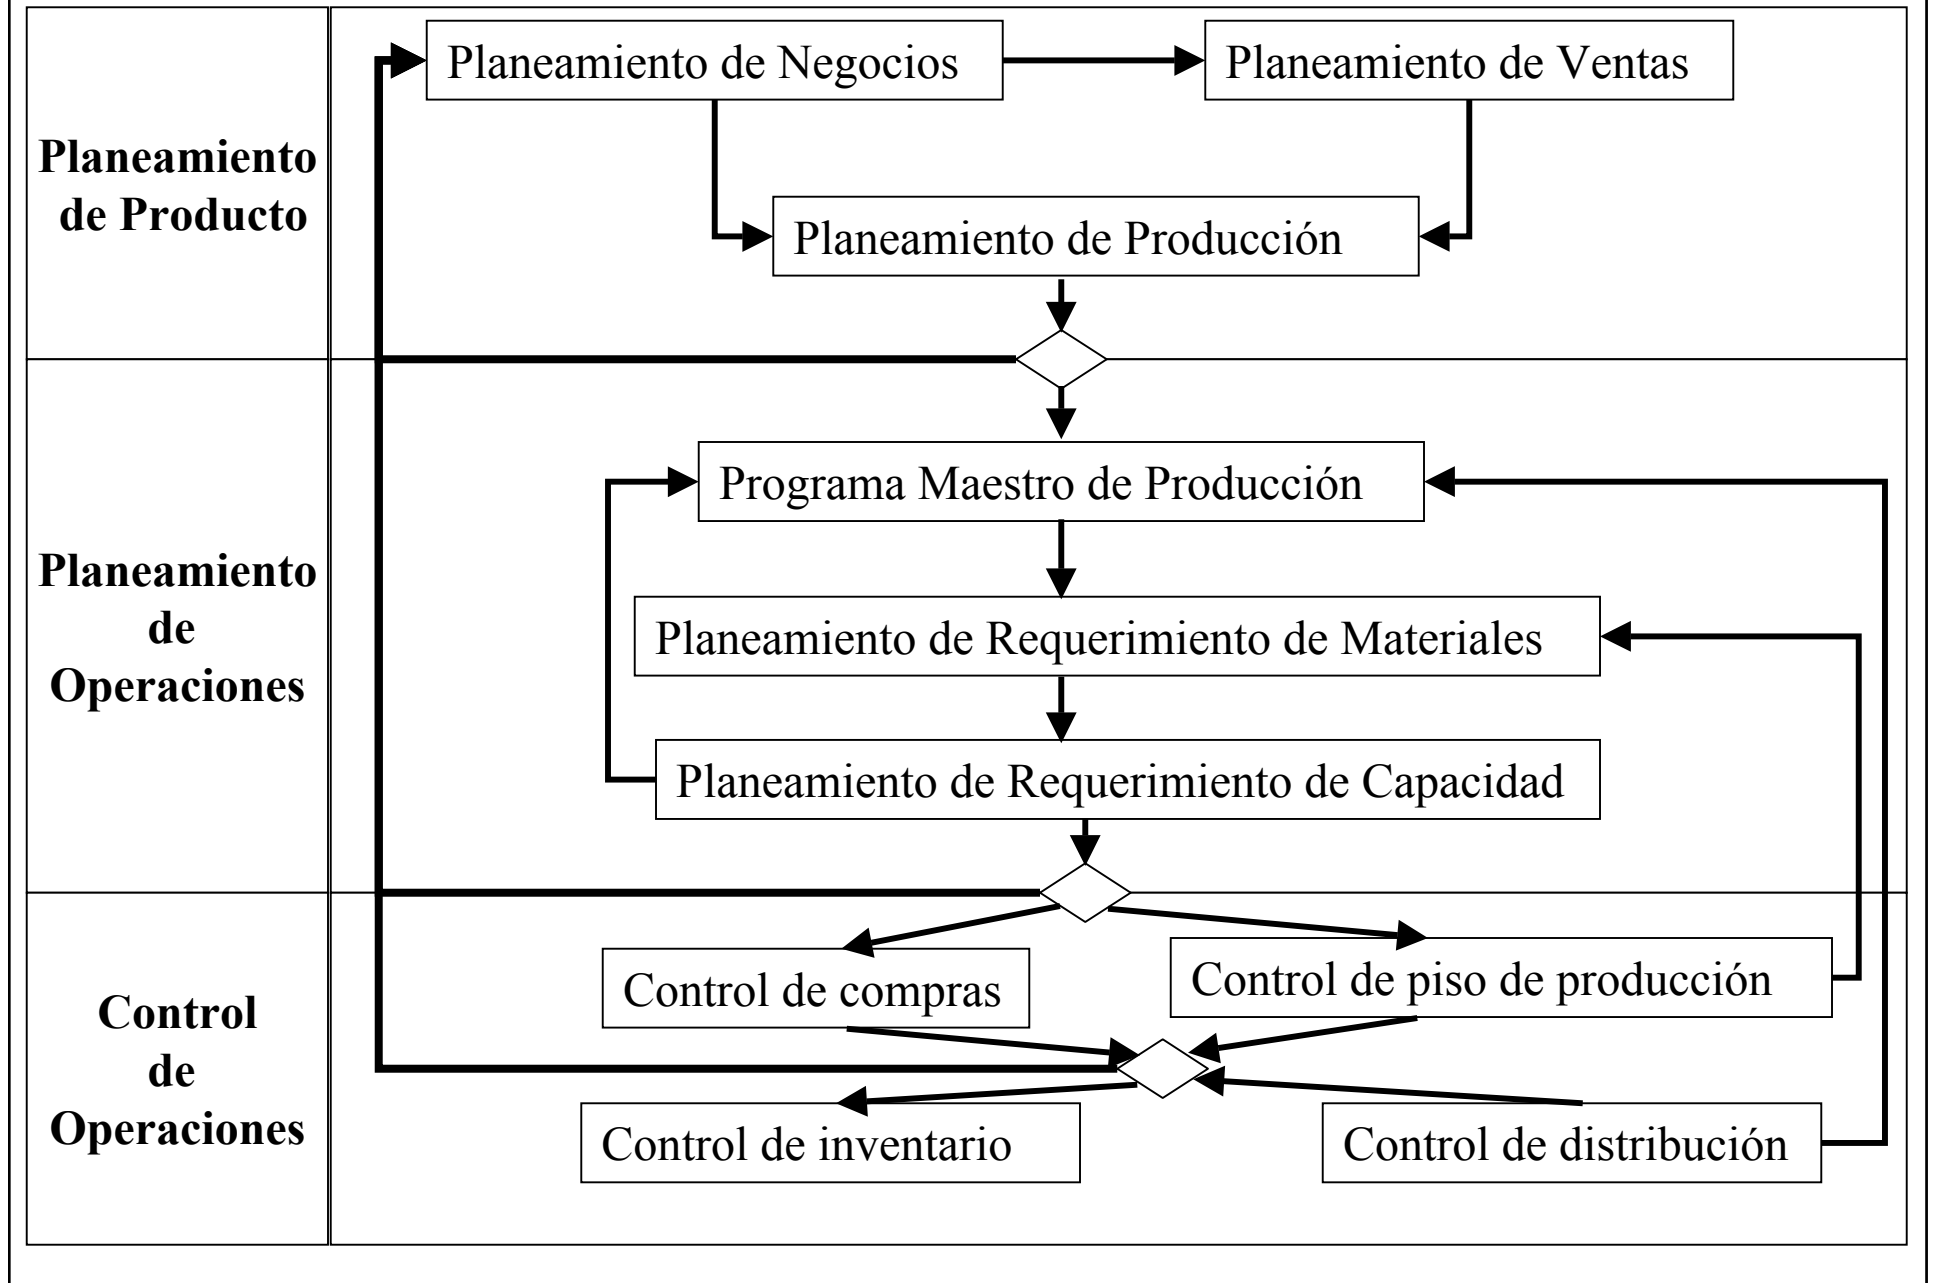 Planeamiento de Negocios
Planeamiento de Ventas
Planeamiento
de Producto
Planeamiento de Producción
Programa Maestro de Producción
Planeamiento
de
Operaciones
Planeamiento de Requerimiento de Materiales
Planeamiento de Requerimiento de Capacidad
Control
de
Operaciones
Control de compras
Control de piso de producción
Control de inventario
Control de distribución